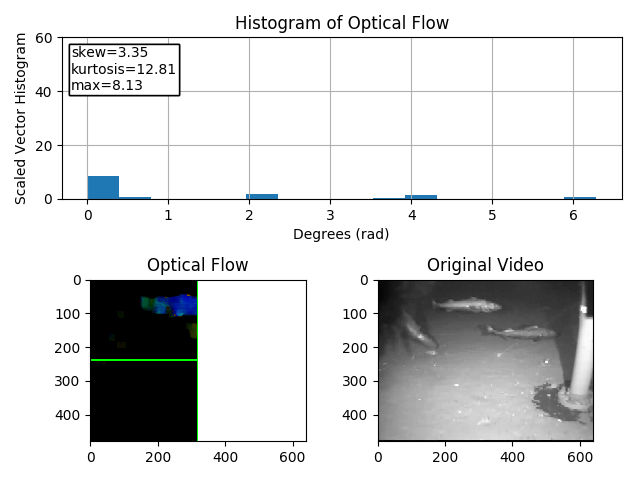 Histogram of Optical Flow
Scaled Vector Histogram
60
40
20
0
skew=3.35
kurtosis=12.81
max=8.13
0 1 2 3 4 5 6
Degrees (rad)
Optical Flow
0
100
200
300
400
0 200 400 600
Original Video
0
100
200
300
400
0 200 400 600